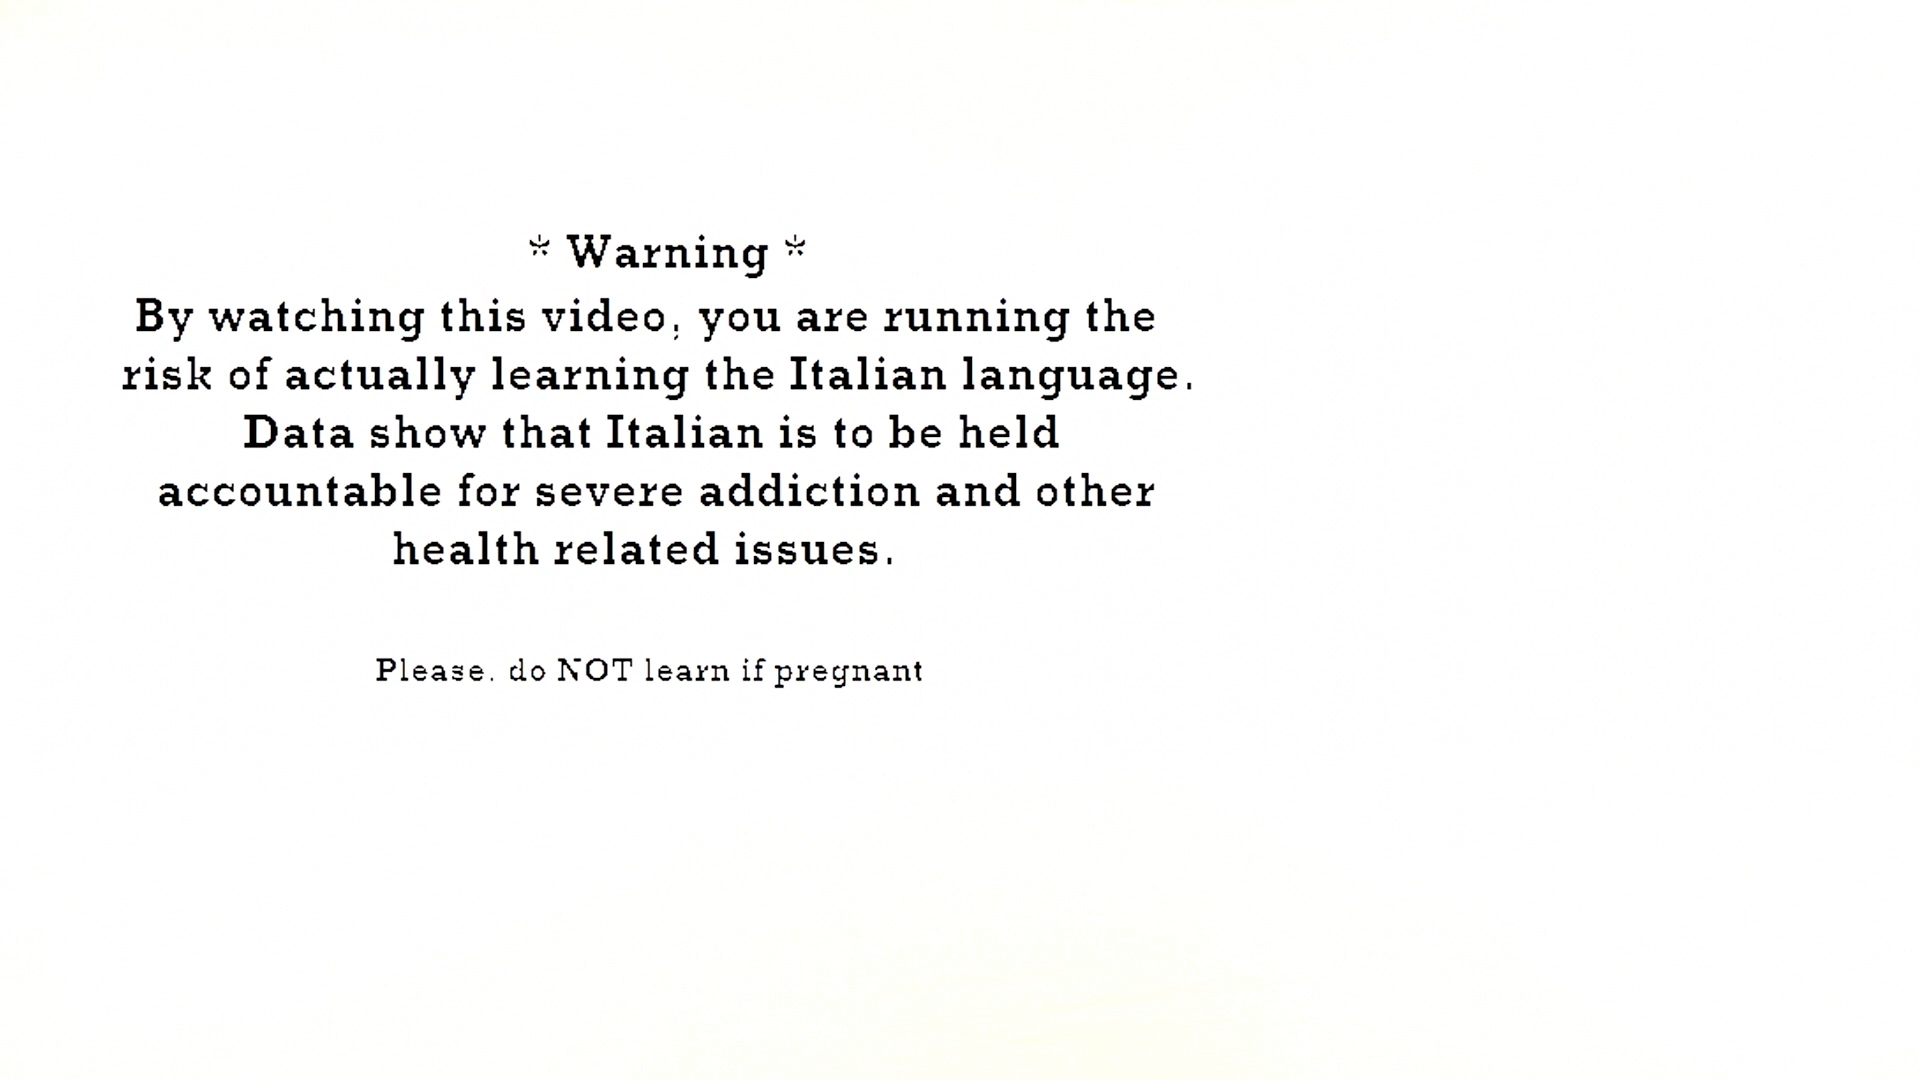 * Warning *
By watching this video, you are running the
risk of actually learning the Italian language.
Data show that Italian is to be held
accountable for severe addiction and other
health related issues.
Please, do NOT learn if pregnant